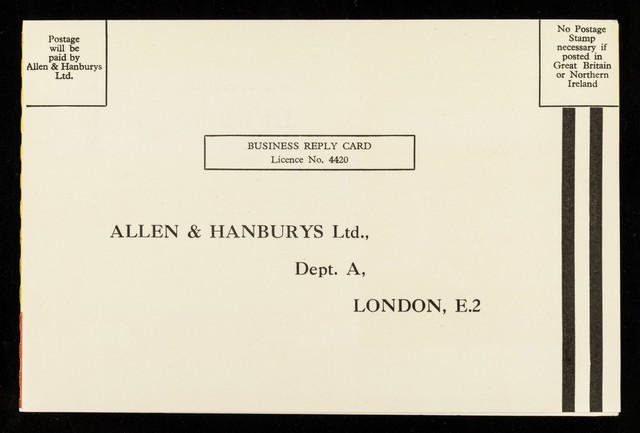 Postage
will be
paid by
Allen & Hanburys
Ltd.
No Postage
Stamp
necessary if
posted in
Great Britain
or Northern
Ireland
BUSINESS REPLY CARD
Licence No. 4420
ALLEN & HANBURYS Ltd.,
Dept. A,
LONDON, E.2